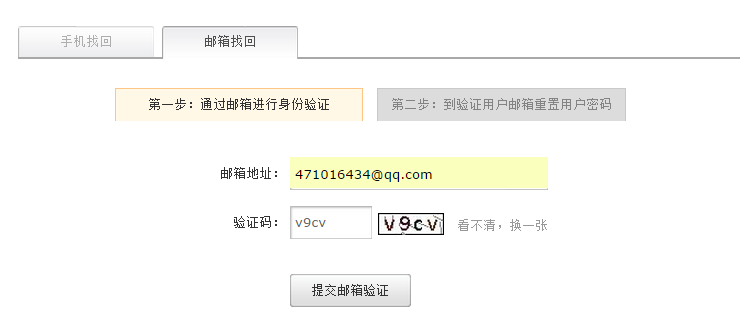 手机找回 邮箱找回
第一步：通过邮箱进行身份验证 第二步：到验证用户邮箱重置用户密码
邮箱地址： 471016434@qq.com
验证码： v9cv v9cv 看不清，换一张
提交邮箱验证